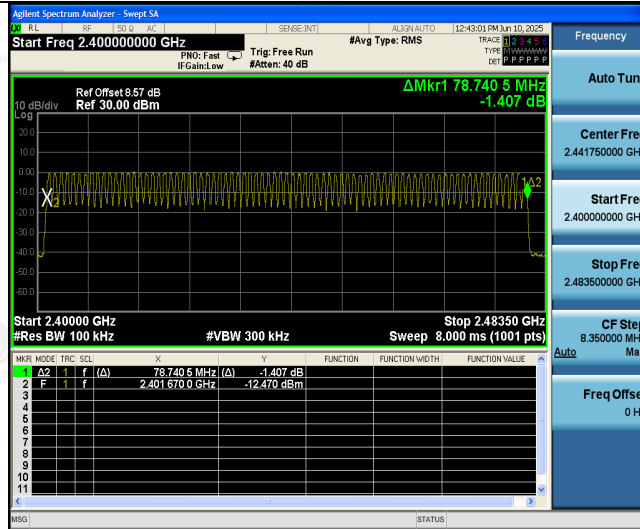 Agilent Spectrum Analyzer - Swept SA
LXI RL RF 50 Ω AC SENSE:INT ALIGN AUTO 12:43:01 PM Jun 10, 2025
Start Freq 2.400000000 GHz
PNO: Fast
IFGain:Low
Trig: Free Run
#Atten: 40 dB
#Avg Type: RMS
TRACE 1 2 3 4 5 6
TYPE M
DET P P P P P P
Ref Offset 8.57 dB
10 dB/div Ref 30.00 dBm
Log
ΔMkr1 78.740 5 MHz
-1.407 dB
20.0
10.0
0.00
-10.0
-20.0
-30.0
-40.0
-50.0
-60.0
2
1Δ2
Start 2.40000 GHz Stop 2.48350 GHz
#Res BW 100 kHz #VBW 300 kHz Sweep 8.000 ms (1001 pts)
MKR MODE TRC SCL X Y FUNCTION FUNCTION WIDTH FUNCTION VALUE
1 Δ2 1 f (Δ) 78.740 5 MHz (Δ) -1.407 dB
2 F 1 f 2.401 670 0 GHz -12.470 dBm
3
4
5
6
7
8
9
10
11
MSG STATUS
Frequency
Auto Tun
Center Fre
2.441750000 GH
Start Fre
2.400000000 GH
Stop Fre
2.483500000 GH
CF Step
8.350000 MH
Auto Ma
Freq Offse
0 H